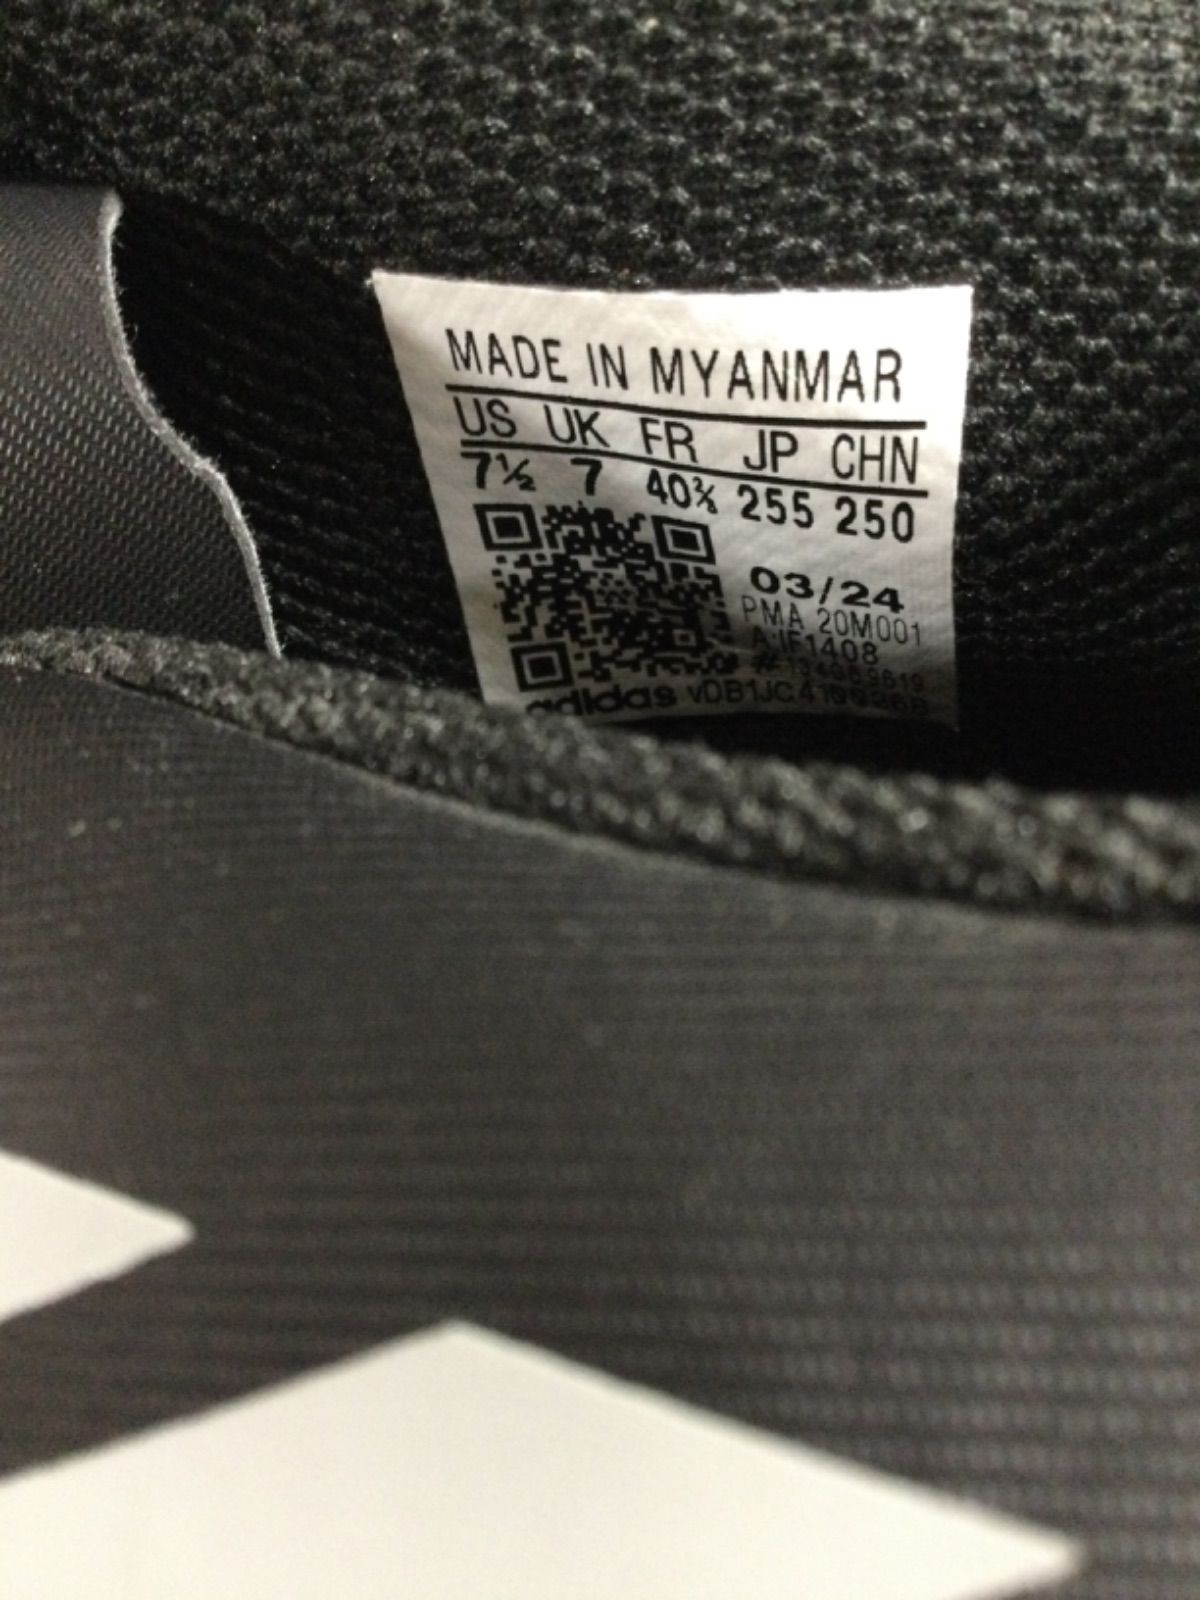 MADE IN MYANMAR
US UK FR JP CHN
7½ 7 40⅔ 255 250
03/24
PMA 20M001
A:IF1408
adidas